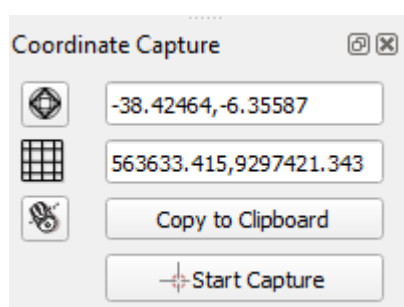 Coordinate Capture
-38.42464,-6.35587
563633.415,9297421.343
Copy to Clipboard
Start Capture